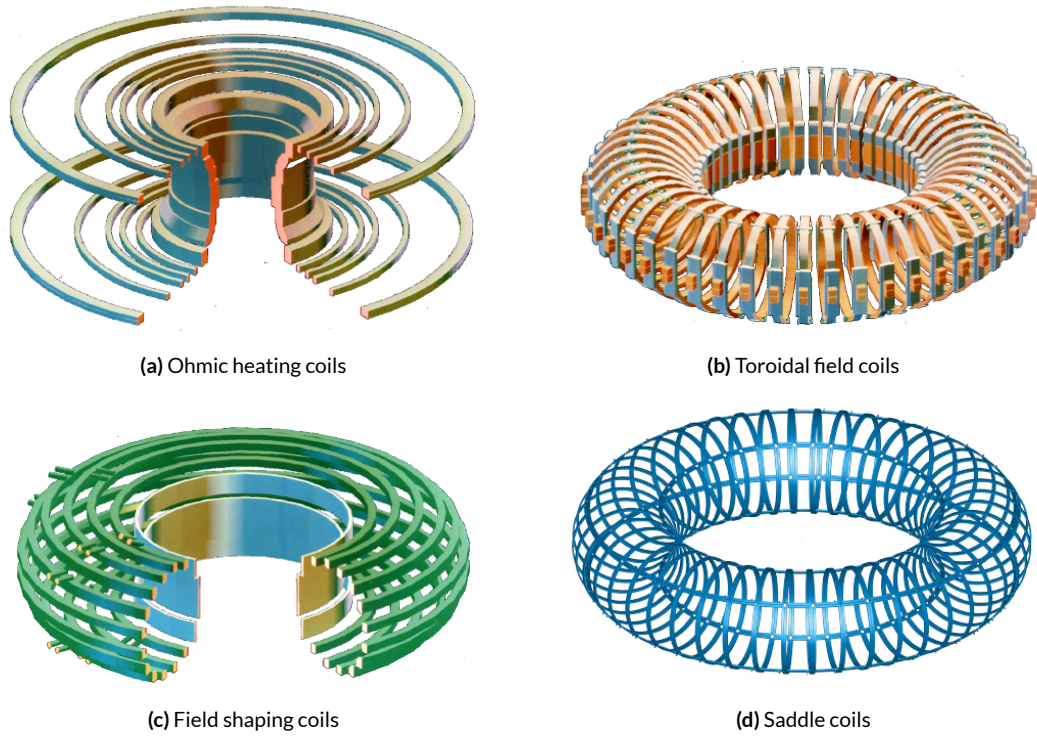 (a) Ohmic heating coils
(b) Toroidal field coils
(c) Field shaping coils
(d) Saddle coils